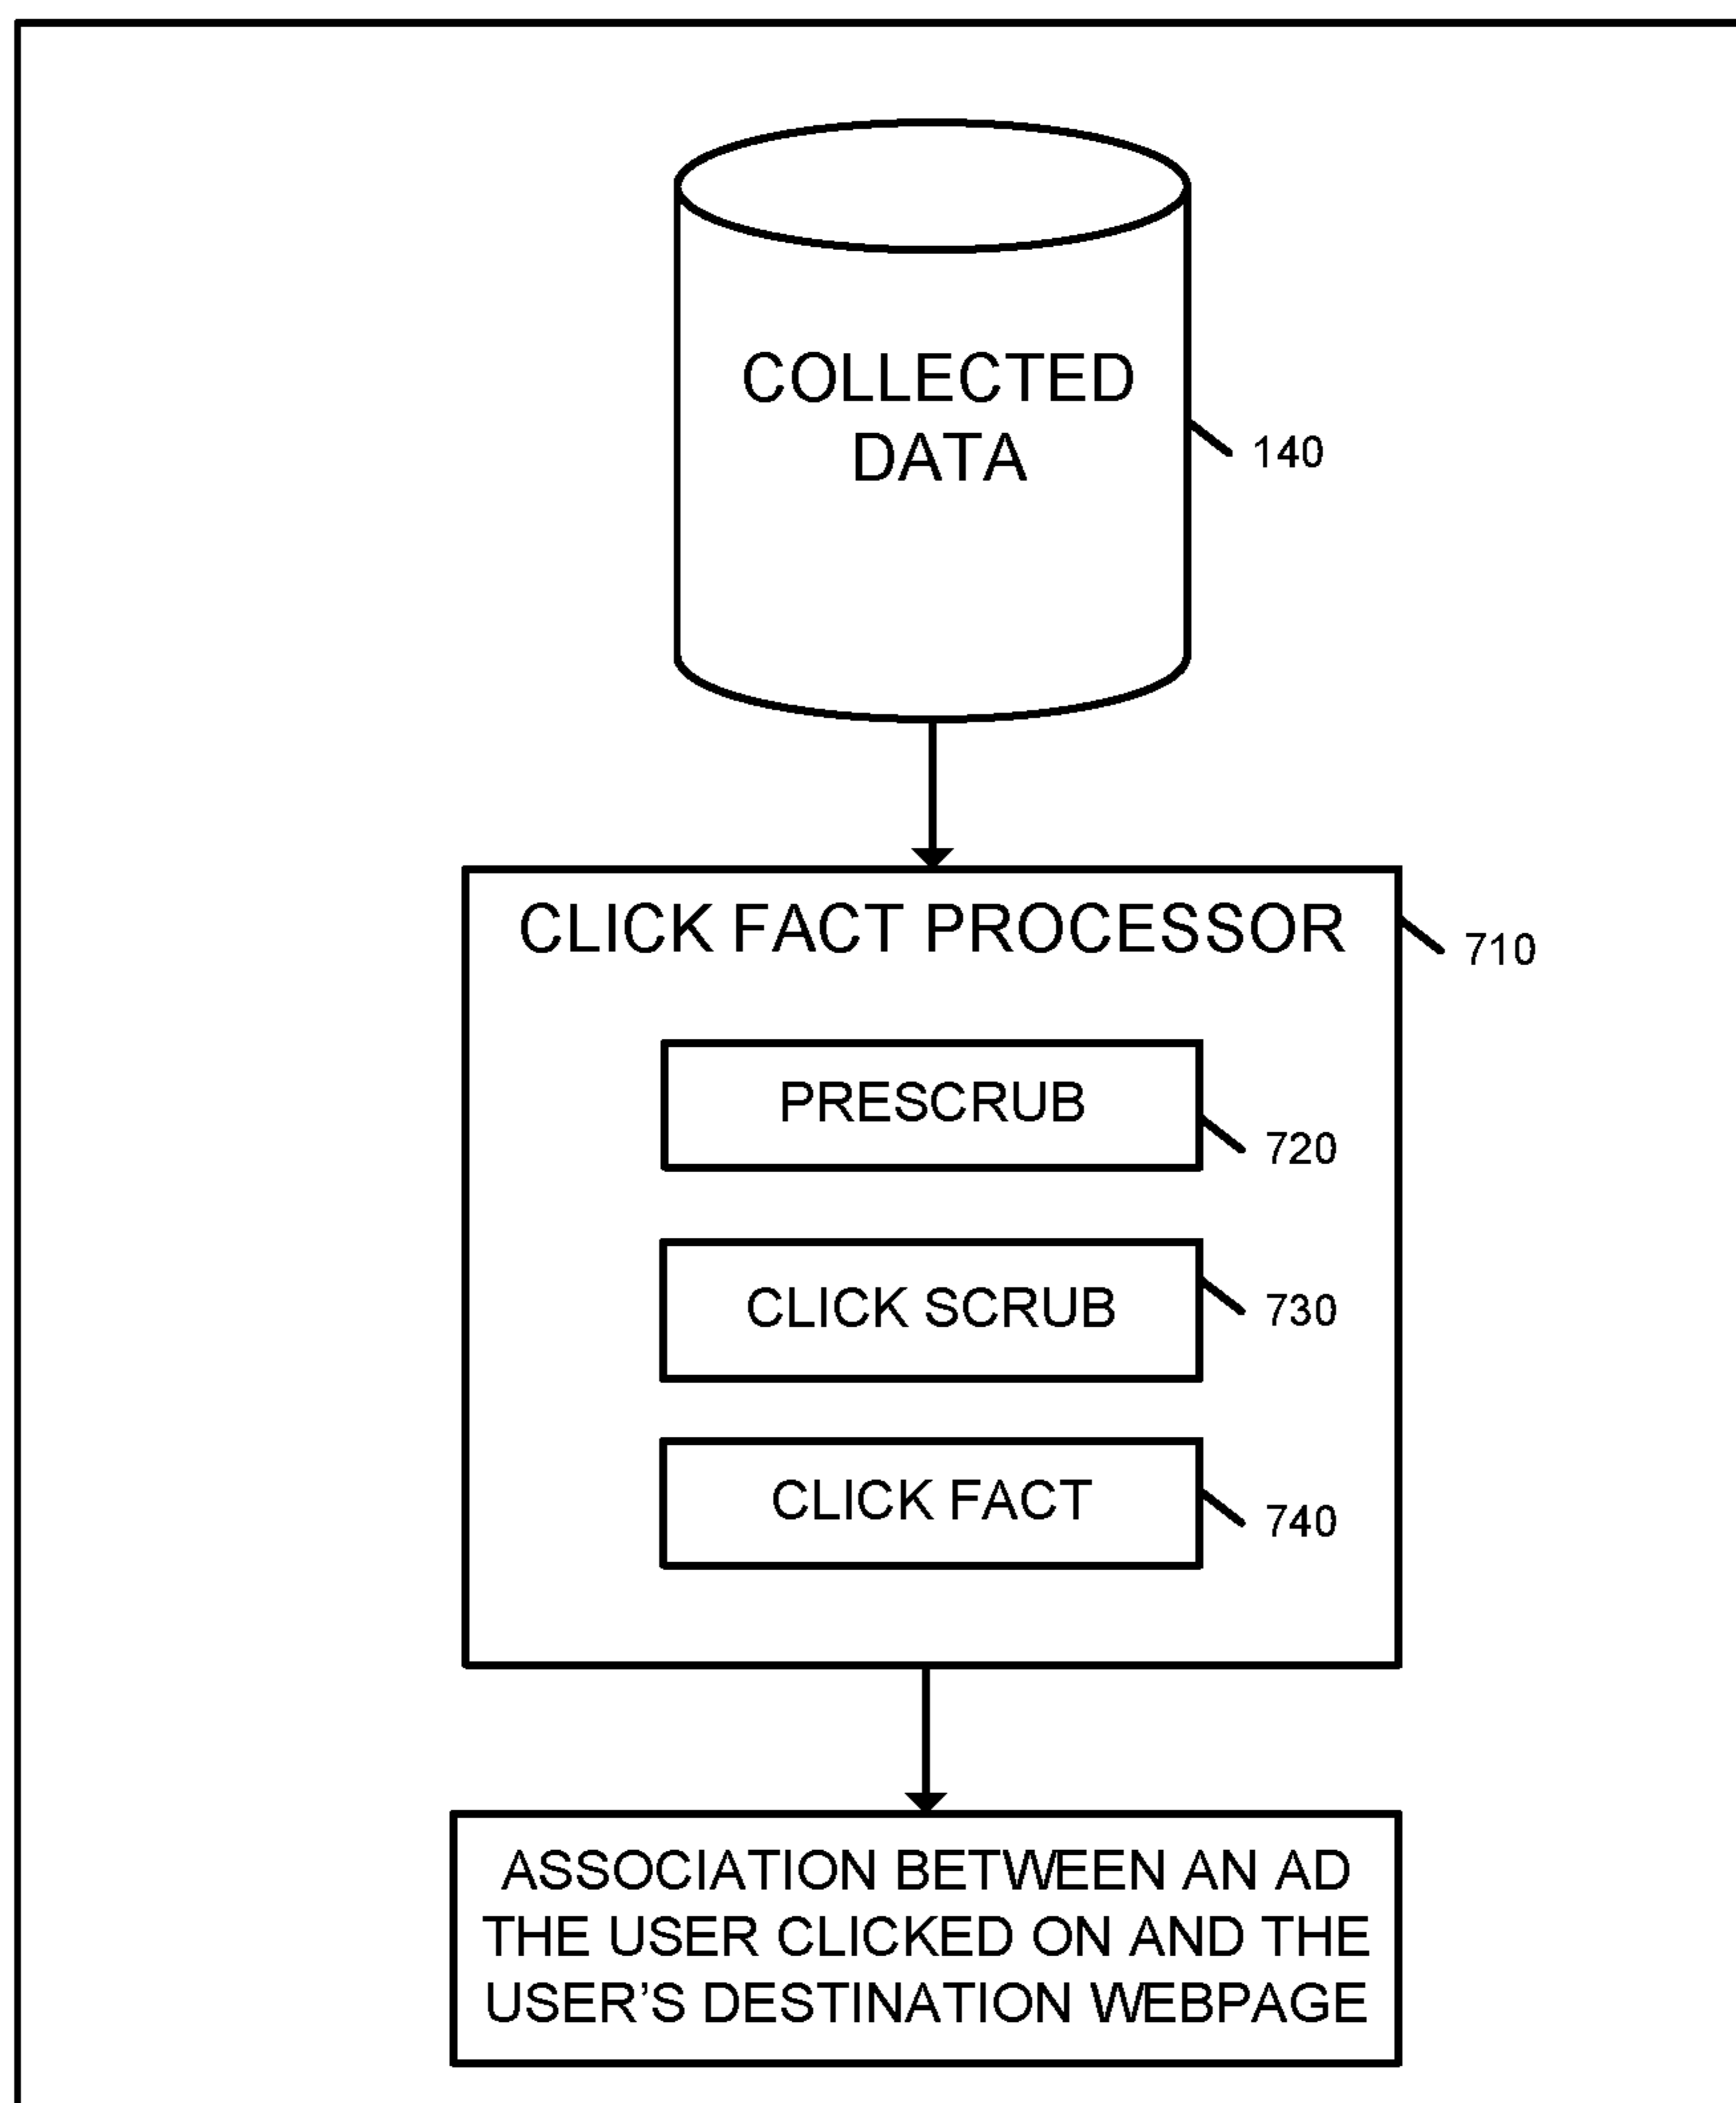 COLLECTED
DATA
140
CLICK FACT PROCESSOR
710
PRESCRUB
720
CLICK SCRUB
730
CLICK FACT
740
ASSOCIATION BETWEEN AN AD
THE USER CLICKED ON AND THE
USER'S DESTINATION WEBPAGE